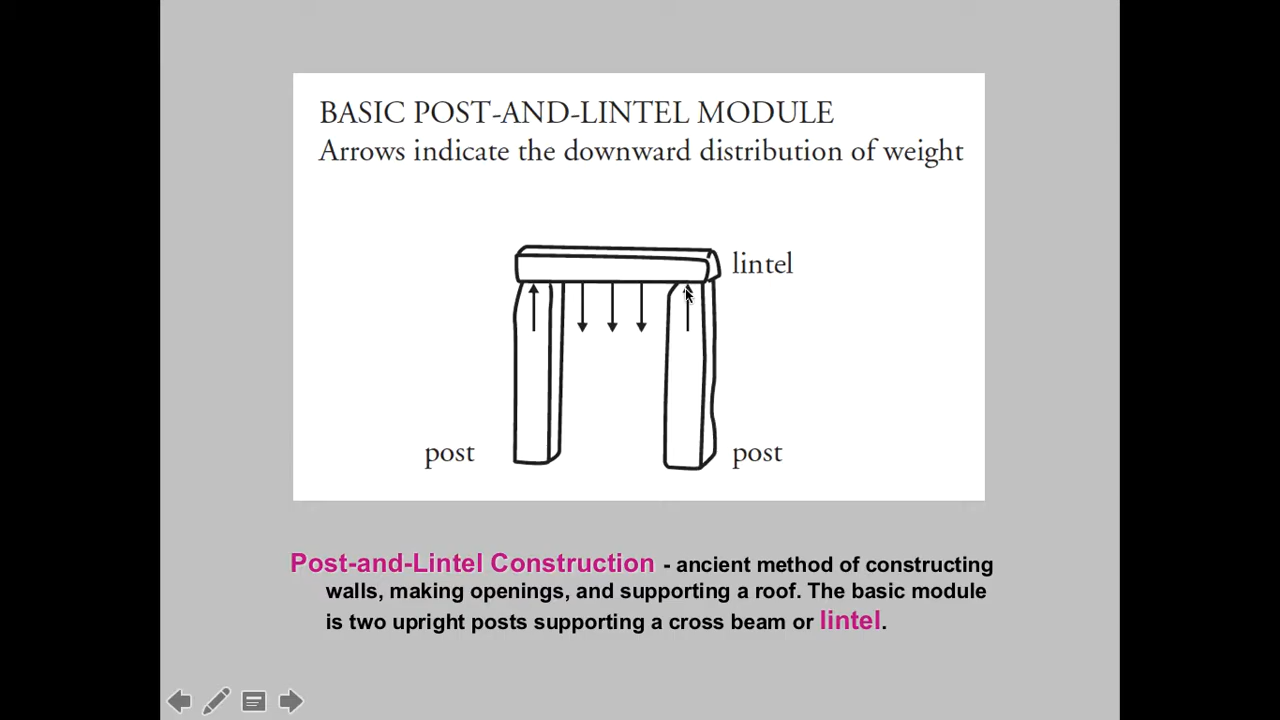 BASIC POST-AND-LINTEL MODULE
Arrows indicate the downward distribution of weight
lintel
post
post
Post-and-Lintel Construction - ancient method of constructing
walls, making openings, and supporting a roof. The basic module
is two upright posts supporting a cross beam or lintel.